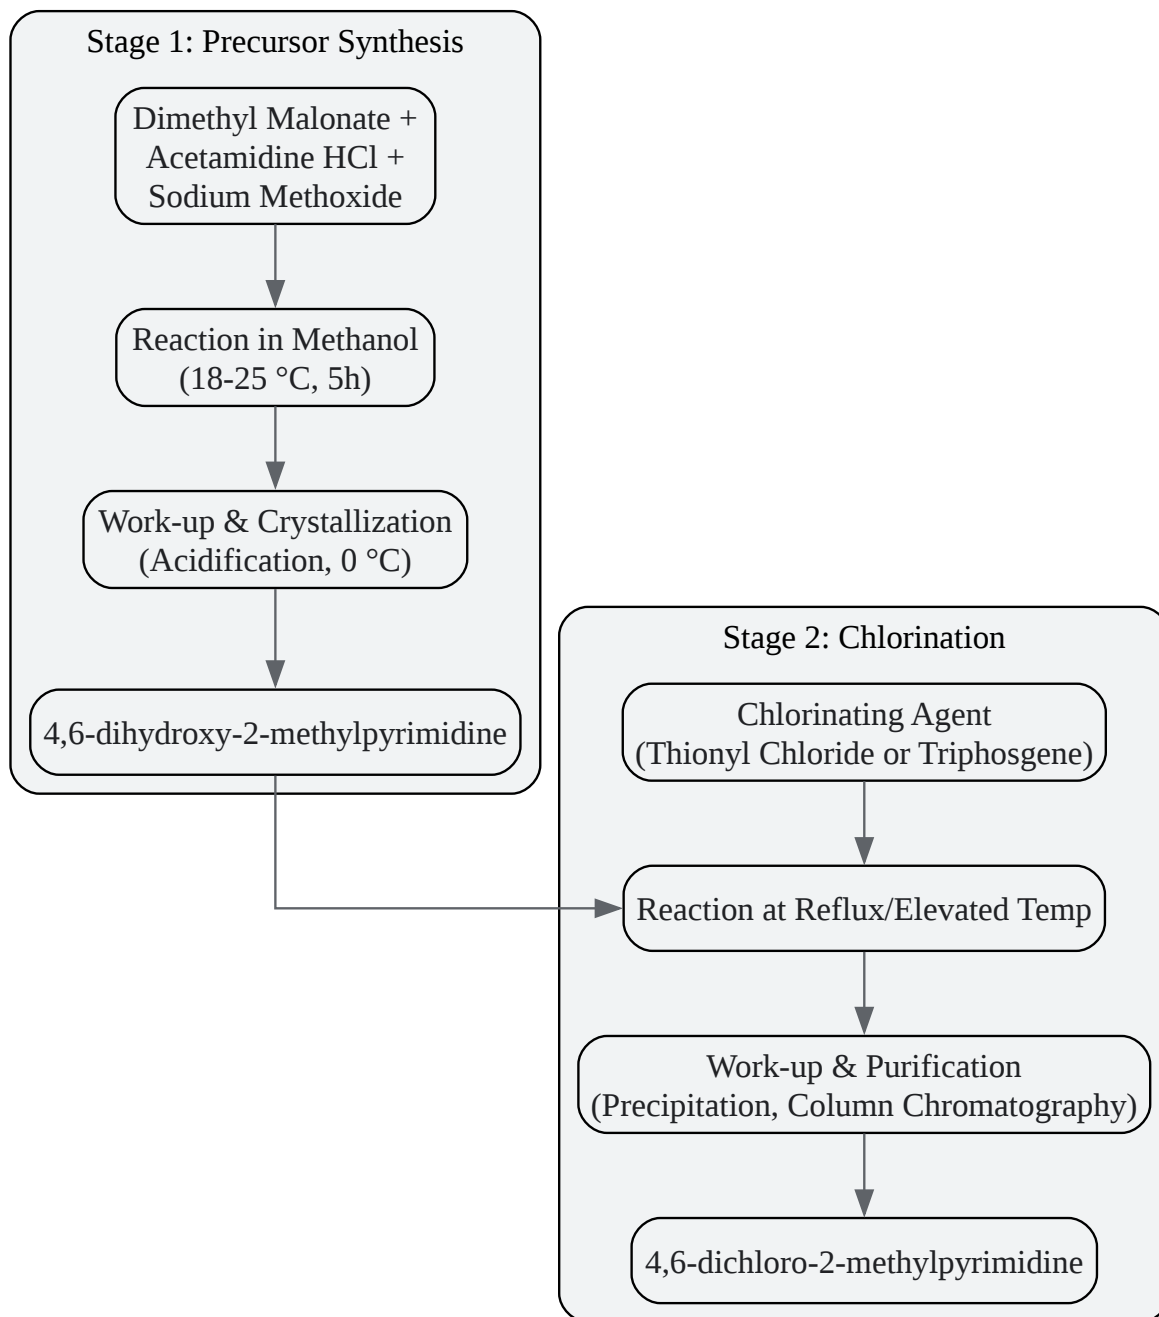 Stage 1: Precursor Synthesis
Dimethyl Malonate +
Acetamidine HCl +
Sodium Methoxide
Reaction in Methanol
(18-25 °C, 5h)
Work-up & Crystallization
(Acidification, 0 °C)
4,6-dihydroxy-2-methylpyrimidine
Stage 2: Chlorination
Chlorinating Agent
(Thionyl Chloride or Triphosgene)
Reaction at Reflux/Elevated Temp
Work-up & Purification
(Precipitation, Column Chromatography)
4,6-dichloro-2-methylpyrimidine